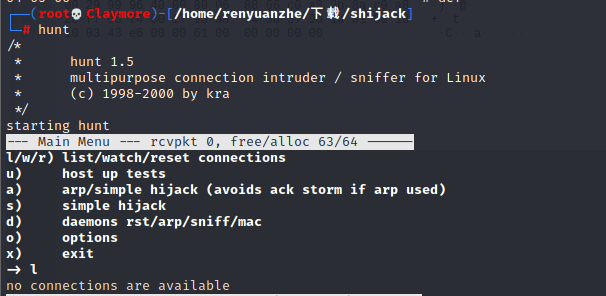 (root💀Claymore)-[/home/renyuanzhe/下载/shijack]
# hunt
/*
* hunt 1.5
* multipurpose connection intruder / sniffer for Linux
* (c) 1998-2000 by kra
*/
starting hunt
--- Main Menu --- rcvpkt 0, free/alloc 63/64 ------
l/w/r) list/watch/reset connections
u) host up tests
a) arp/simple hijack (avoids ack storm if arp used)
s) simple hijack
d) daemons rst/arp/sniff/mac
o) options
x) exit
-> l
no connections are available